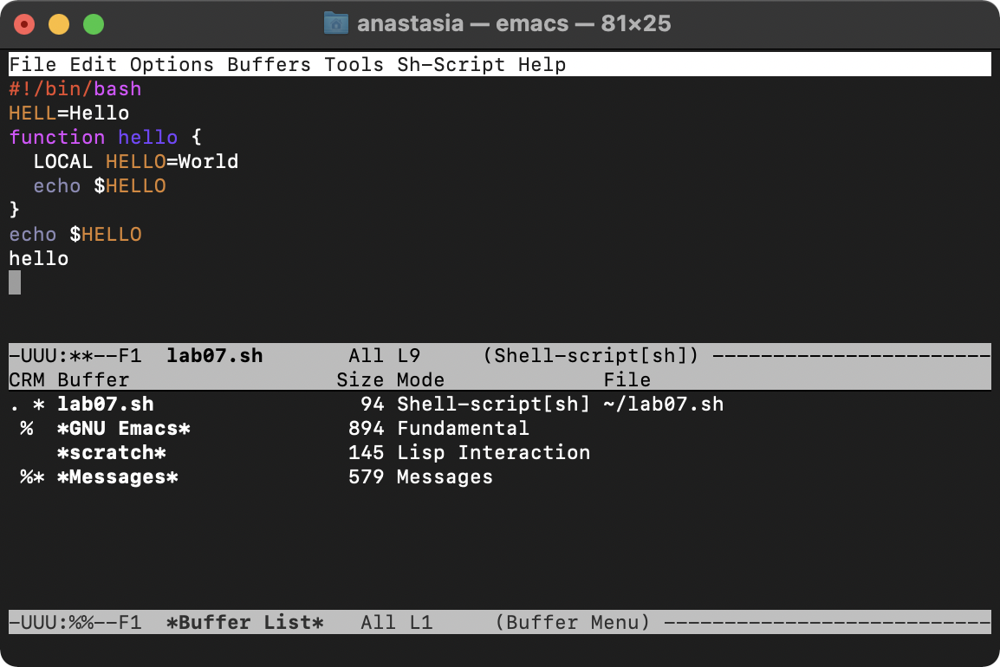 anastasia — emacs — 81×25
File Edit Options Buffers Tools Sh-Script Help
#!/bin/bash
HELL=Hello
function hello {
  LOCAL HELLO=World
  echo $HELLO
}
echo $HELLO
hello
-UUU:**--F1  lab07.sh       All L9     (Shell-script[sh]) -----------------------
CRM Buffer                 Size Mode             File
. * lab07.sh                 94 Shell-script[sh] ~/lab07.sh
 %  *GNU Emacs*             894 Fundamental
    *scratch*               145 Lisp Interaction
 %* *Messages*              579 Messages
-UUU:%%--F1  *Buffer List*   All L1     (Buffer Menu) ---------------------------